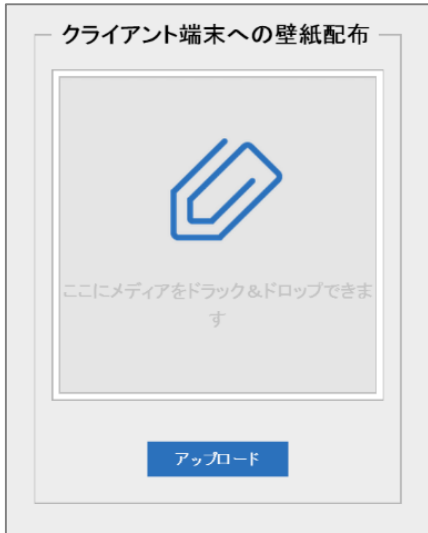 クライアント端末への壁紙配布
ここにメディアをドラック＆ドロップできま
す
アップロード